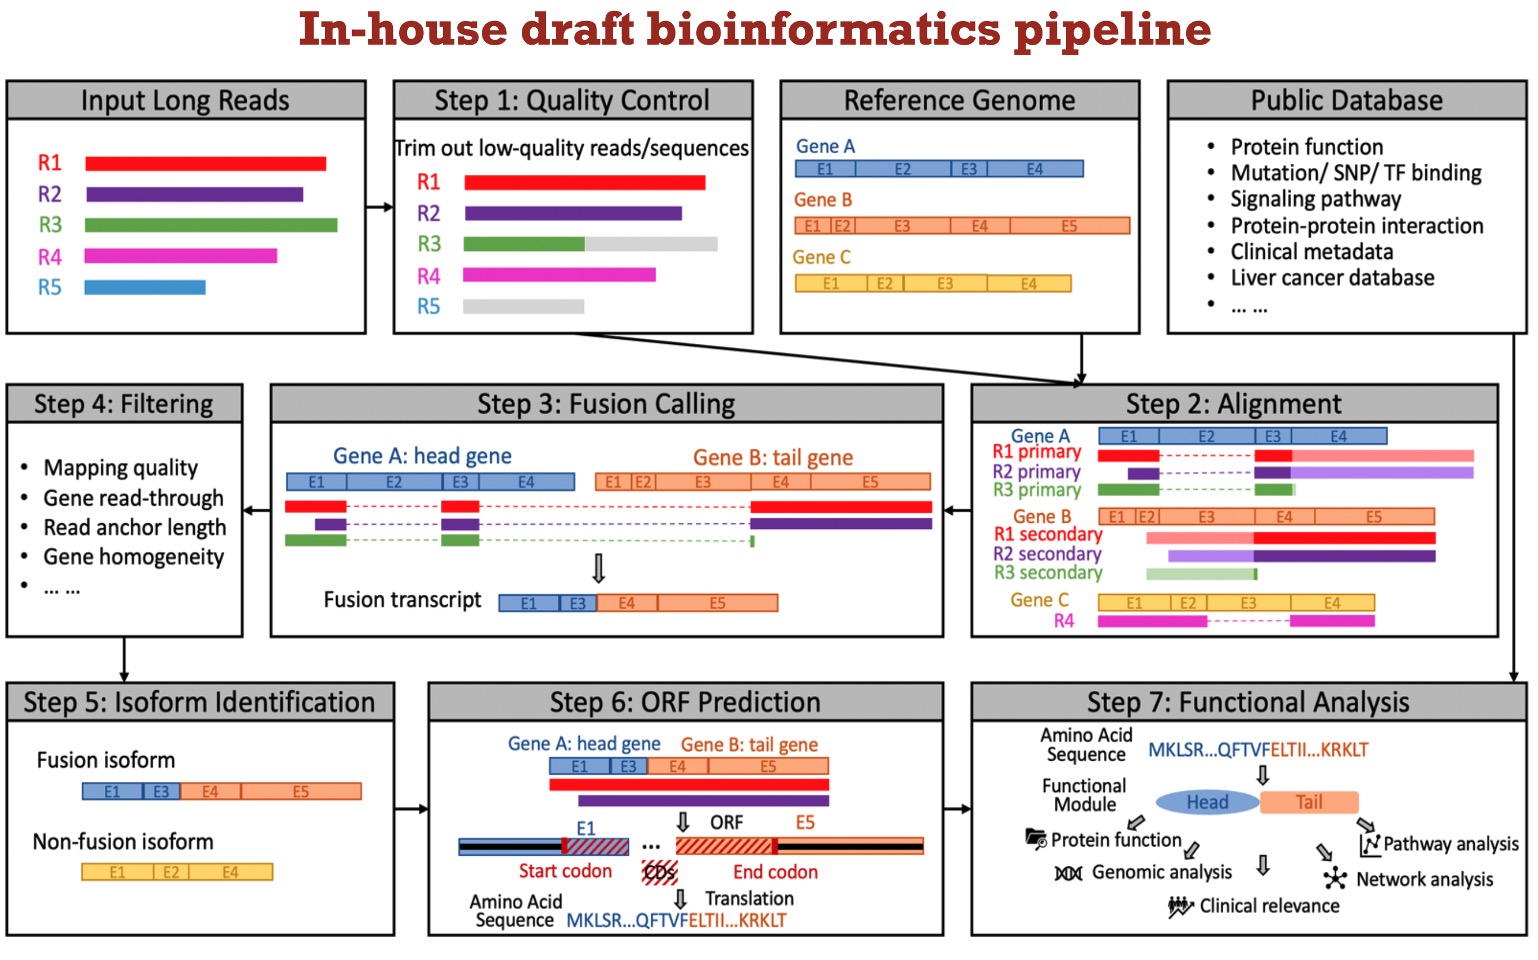 In-house draft bioinformatics pipeline
Input Long Reads
R1
R2
R3
R4
R5
Step 1: Quality Control
Trim out low-quality reads/sequences
R1
R2
R3
R4
R5
Reference Genome
Gene A
E1 E2 E3 E4
Gene B
E1 E2 E3 E4 E5
Gene C
E1 E2 E3 E4
Public Database
• Protein function
• Mutation/ SNP/ TF binding
• Signaling pathway
• Protein-protein interaction
• Clinical metadata
• Liver cancer database
• ... ...
Step 4: Filtering
• Mapping quality
• Gene read-through
• Read anchor length
• Gene homogeneity
• ... ...
Step 3: Fusion Calling
Gene A: head gene Gene B: tail gene
E1 E2 E3 E4 E1 E2 E3 E4 E5
Fusion transcript E1 E3 E4 E5
Step 2: Alignment
Gene A E1 E2 E3 E4
R1 primary
R2 primary
R3 primary
Gene B E1 E2 E3 E4 E5
R1 secondary
R2 secondary
R3 secondary
Gene C E1 E2 E3 E4
R4
Step 5: Isoform Identification
Fusion isoform
E1 E3 E4 E5
Non-fusion isoform
E1 E2 E4
Step 6: ORF Prediction
Gene A: head gene Gene B: tail gene
E1 E3 E4 E5
ORF
E1 ... E5
Start codon CDs End codon
Translation
Amino Acid
Sequence MKLSR...QFTVFELTII...KRKLT
Step 7: Functional Analysis
Amino Acid
Sequence MKLSR...QFTVFELTII...KRKLT
Functional
Module Head Tail
Protein function
Pathway analysis
Genomic analysis
Network analysis
Clinical relevance